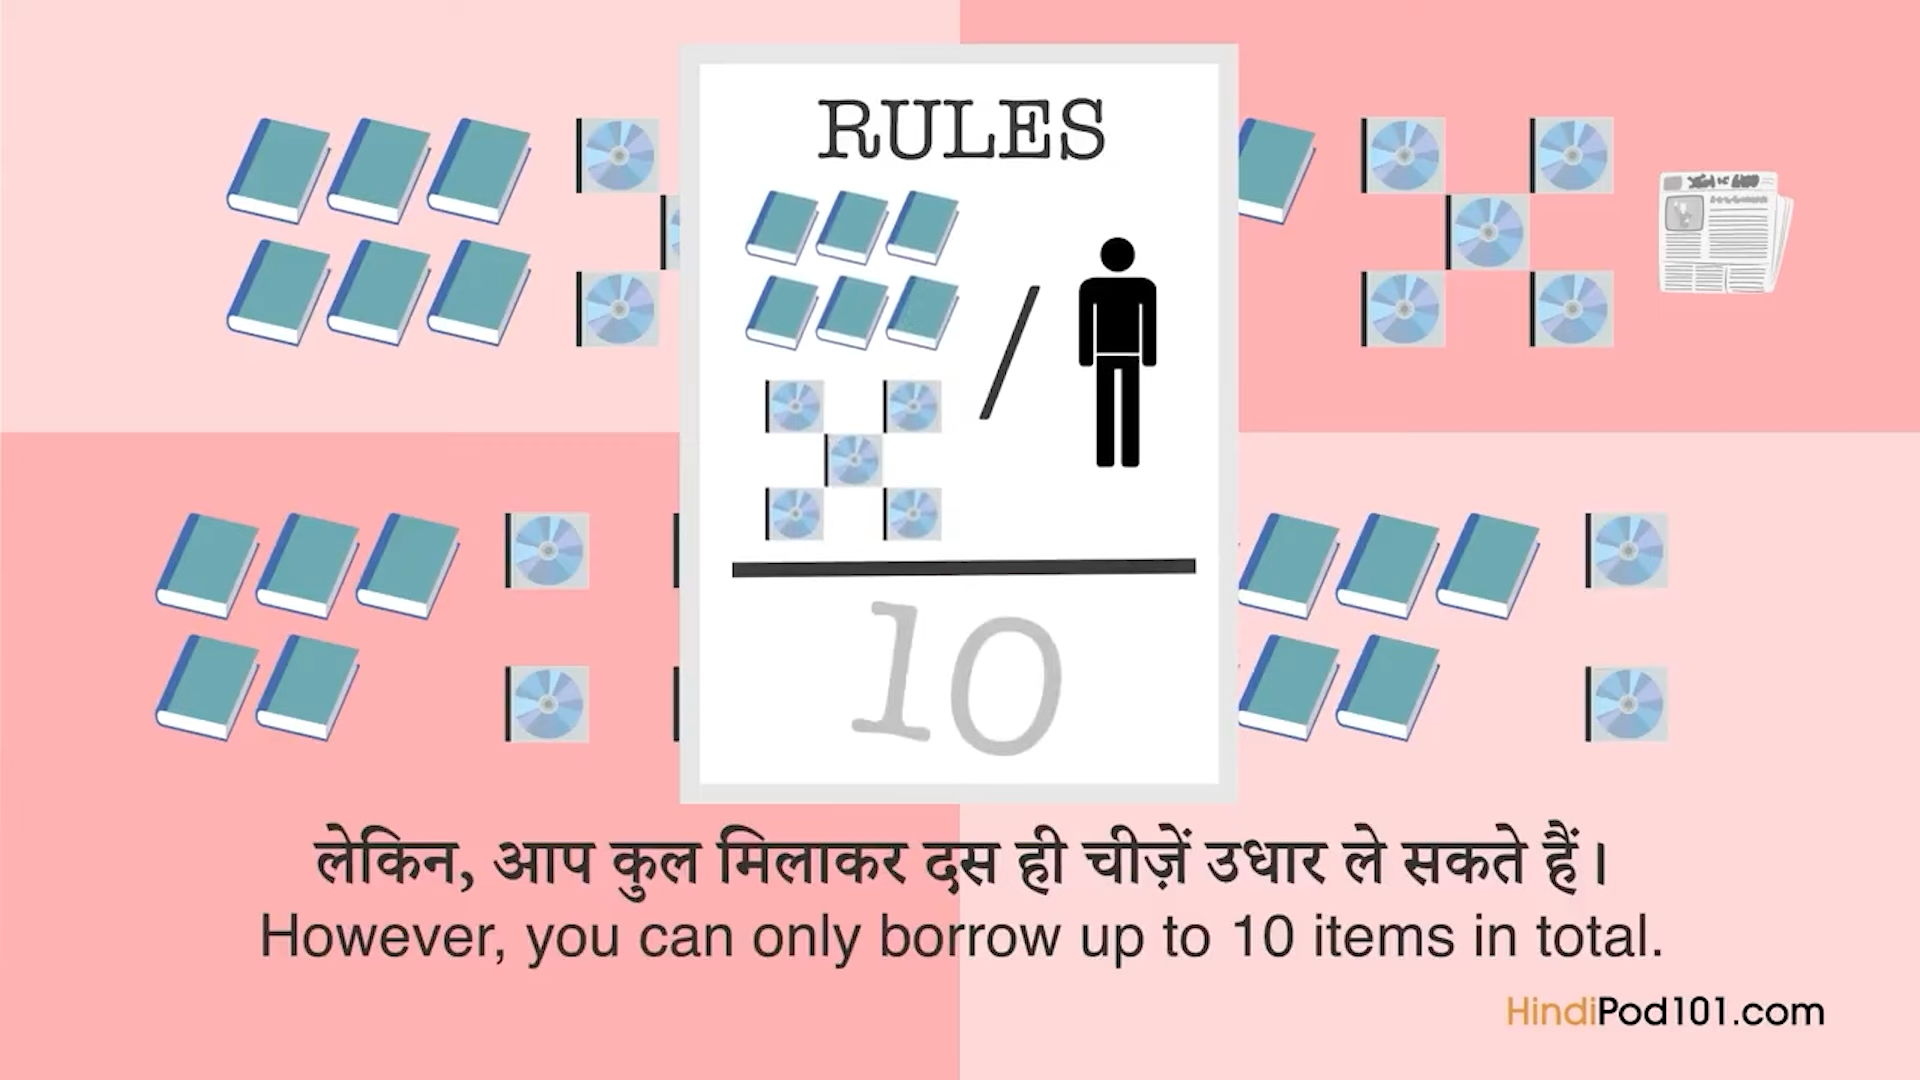 RULES
10
लेकिन, आप कुल मिलाकर दस ही चीज़ें उधार ले सकते हैं।
However, you can only borrow up to 10 items in total.
HindiPod101.com